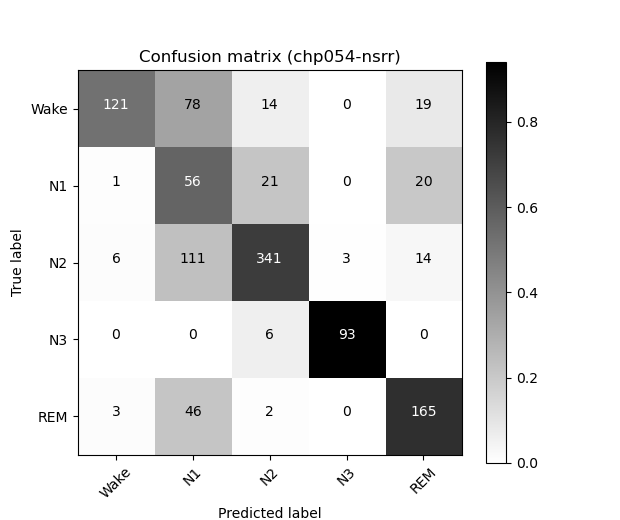 Confusion matrix (chp054-nsrr)
Wake 121 78 14 0 19
N1 1 56 21 0 20
N2 6 111 341 3 14
N3 0 0 6 93 0
REM 3 46 2 0 165
Wake N1 N2 N3 REM
Predicted label
True label
0.8
0.6
0.4
0.2
0.0